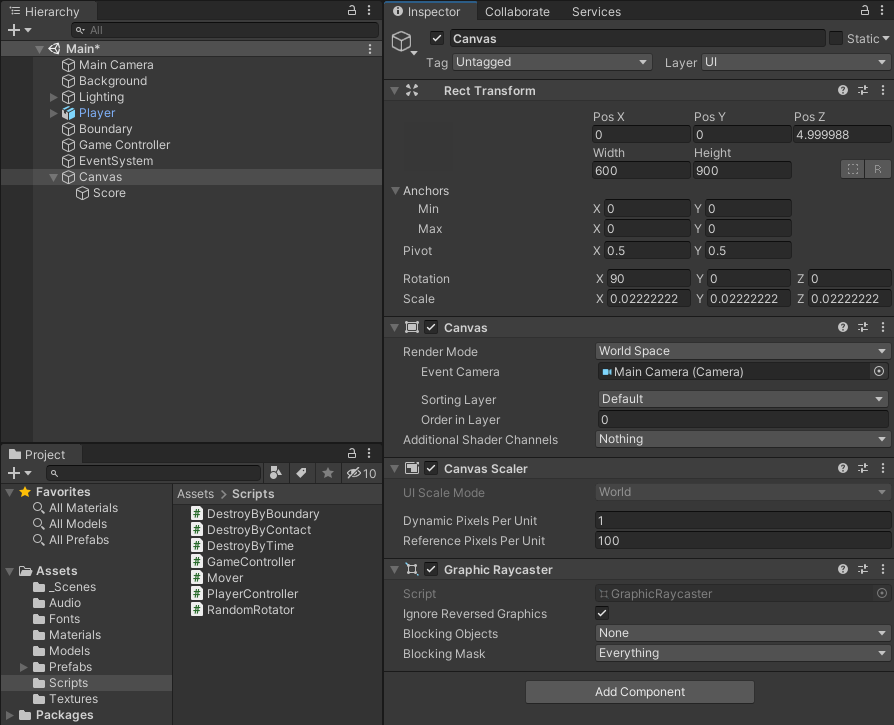 Hierarchy
All
Main*
Main Camera
Background
Lighting
Player
Boundary
Game Controller
EventSystem
Canvas
Score
Project
10
Favorites
All Materials
All Models
All Prefabs
Assets
_Scenes
Audio
Fonts
Materials
Models
Prefabs
Scripts
Textures
Packages
Assets > Scripts
DestroyByBoundary
DestroyByContact
DestroyByTime
GameController
Mover
PlayerController
RandomRotator
Inspector Collaborate Services
Canvas Static
Tag Untagged Layer UI
Rect Transform
Pos X Pos Y Pos Z
0 0 4.999988
Width Height
600 900 R
Anchors
Min X 0 Y 0
Max X 0 Y 0
Pivot X 0.5 Y 0.5
Rotation X 90 Y 0 Z 0
Scale X 0.02222222 Y 0.02222222 Z 0.02222222
Canvas
Render Mode World Space
Event Camera Main Camera (Camera)
Sorting Layer Default
Order in Layer 0
Additional Shader Channels Nothing
Canvas Scaler
UI Scale Mode World
Dynamic Pixels Per Unit 1
Reference Pixels Per Unit 100
Graphic Raycaster
Script GraphicRaycaster
Ignore Reversed Graphics
Blocking Objects None
Blocking Mask Everything
Add Component